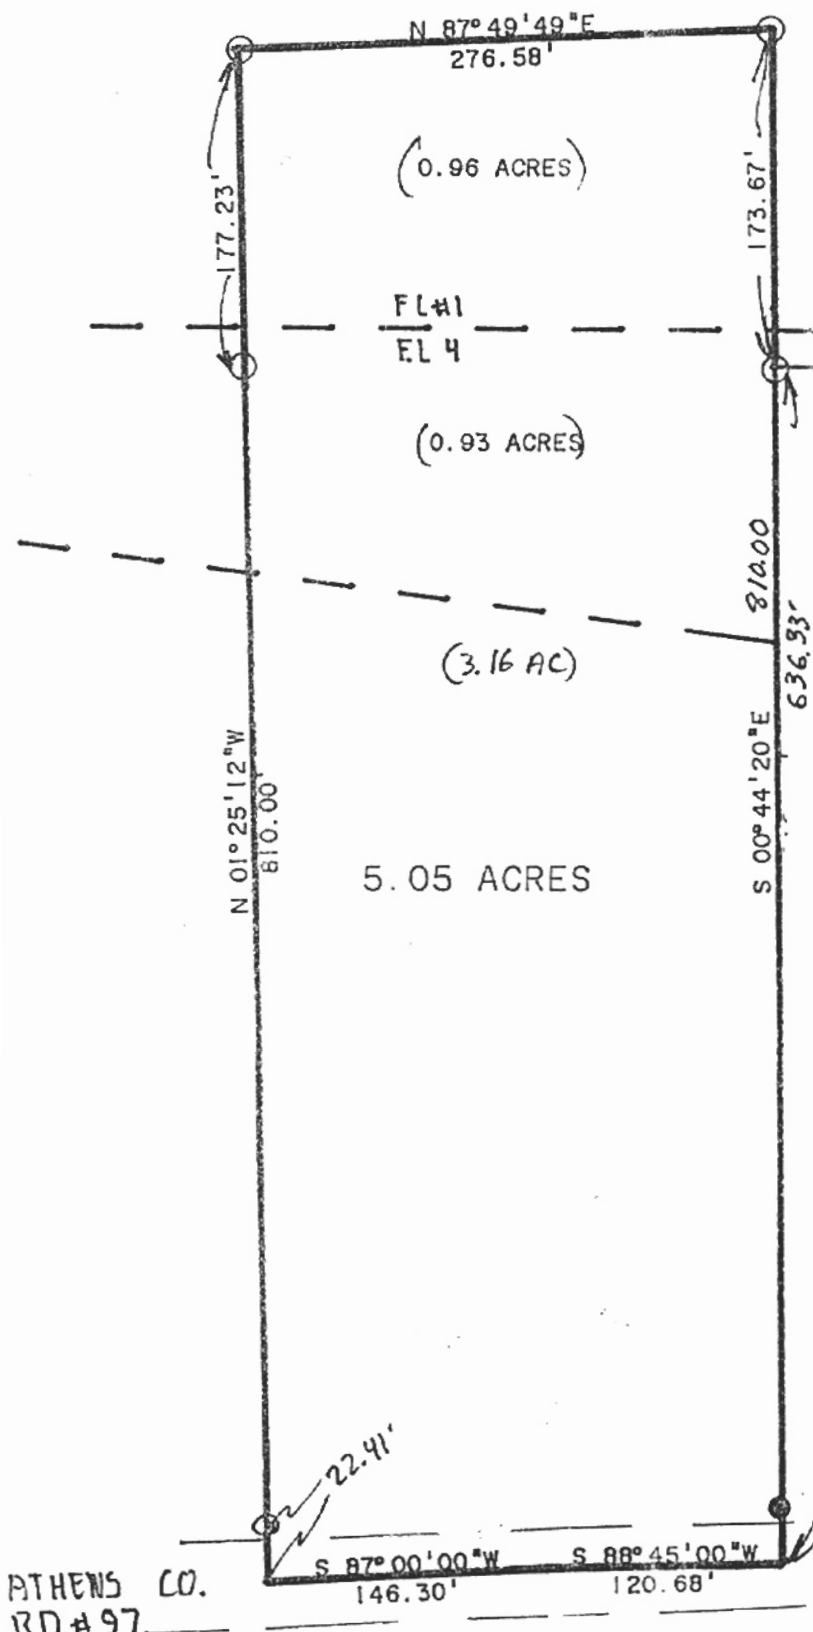 N 87°49'49"E
276.58'
(0.96 ACRES)
177.23'
173.67'
FL#1
FL 4
(0.93 ACRES)
810.00
636.33'
(3.16 AC)
N 01°25'12"W
810.00'
S 00°44'20"E
5.05 ACRES
22.41'
S 87°00'00"W
146.30'
S 88°45'00"W
120.68'
ATHENS CO.
RD #97